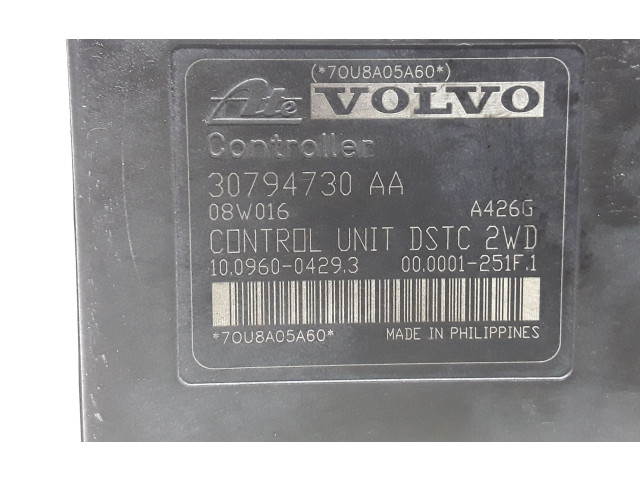 (*70U8A05A60*)
Ate VOLVO
Controller
30794730 AA
08W016 A426G
CONTROL UNIT DSTC 2WD
10.0960-0429.3 00.0001-251F.1
*70U8A05A60* MADE IN PHILIPPINES